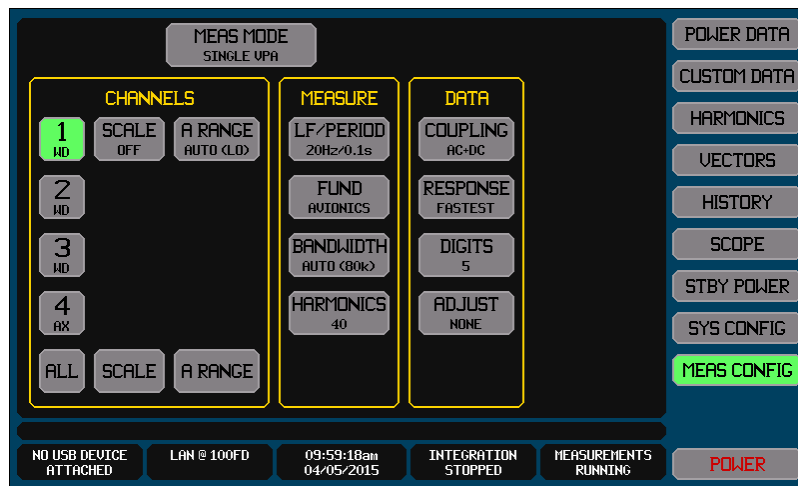 MEAS MODE
SINGLE VPA
CHANNELS
1
WD
SCALE
OFF
A RANGE
AUTO (LO)
2
WD
3
WD
4
AX
ALL
SCALE
A RANGE
MEASURE
LF/PERIOD
20Hz/0.1s
FUND
AVIONICS
BANDWIDTH
AUTO (80k)
HARMONICS
40
DATA
COUPLING
AC+DC
RESPONSE
FASTEST
DIGITS
5
ADJUST
NONE
POWER DATA
CUSTOM DATA
HARMONICS
VECTORS
HISTORY
SCOPE
STBY POWER
SYS CONFIG
MEAS CONFIG
POWER
NO USB DEVICE
ATTACHED
LAN @ 100FD
09:59:18am
04/05/2015
INTEGRATION
STOPPED
MEASUREMENTS
RUNNING